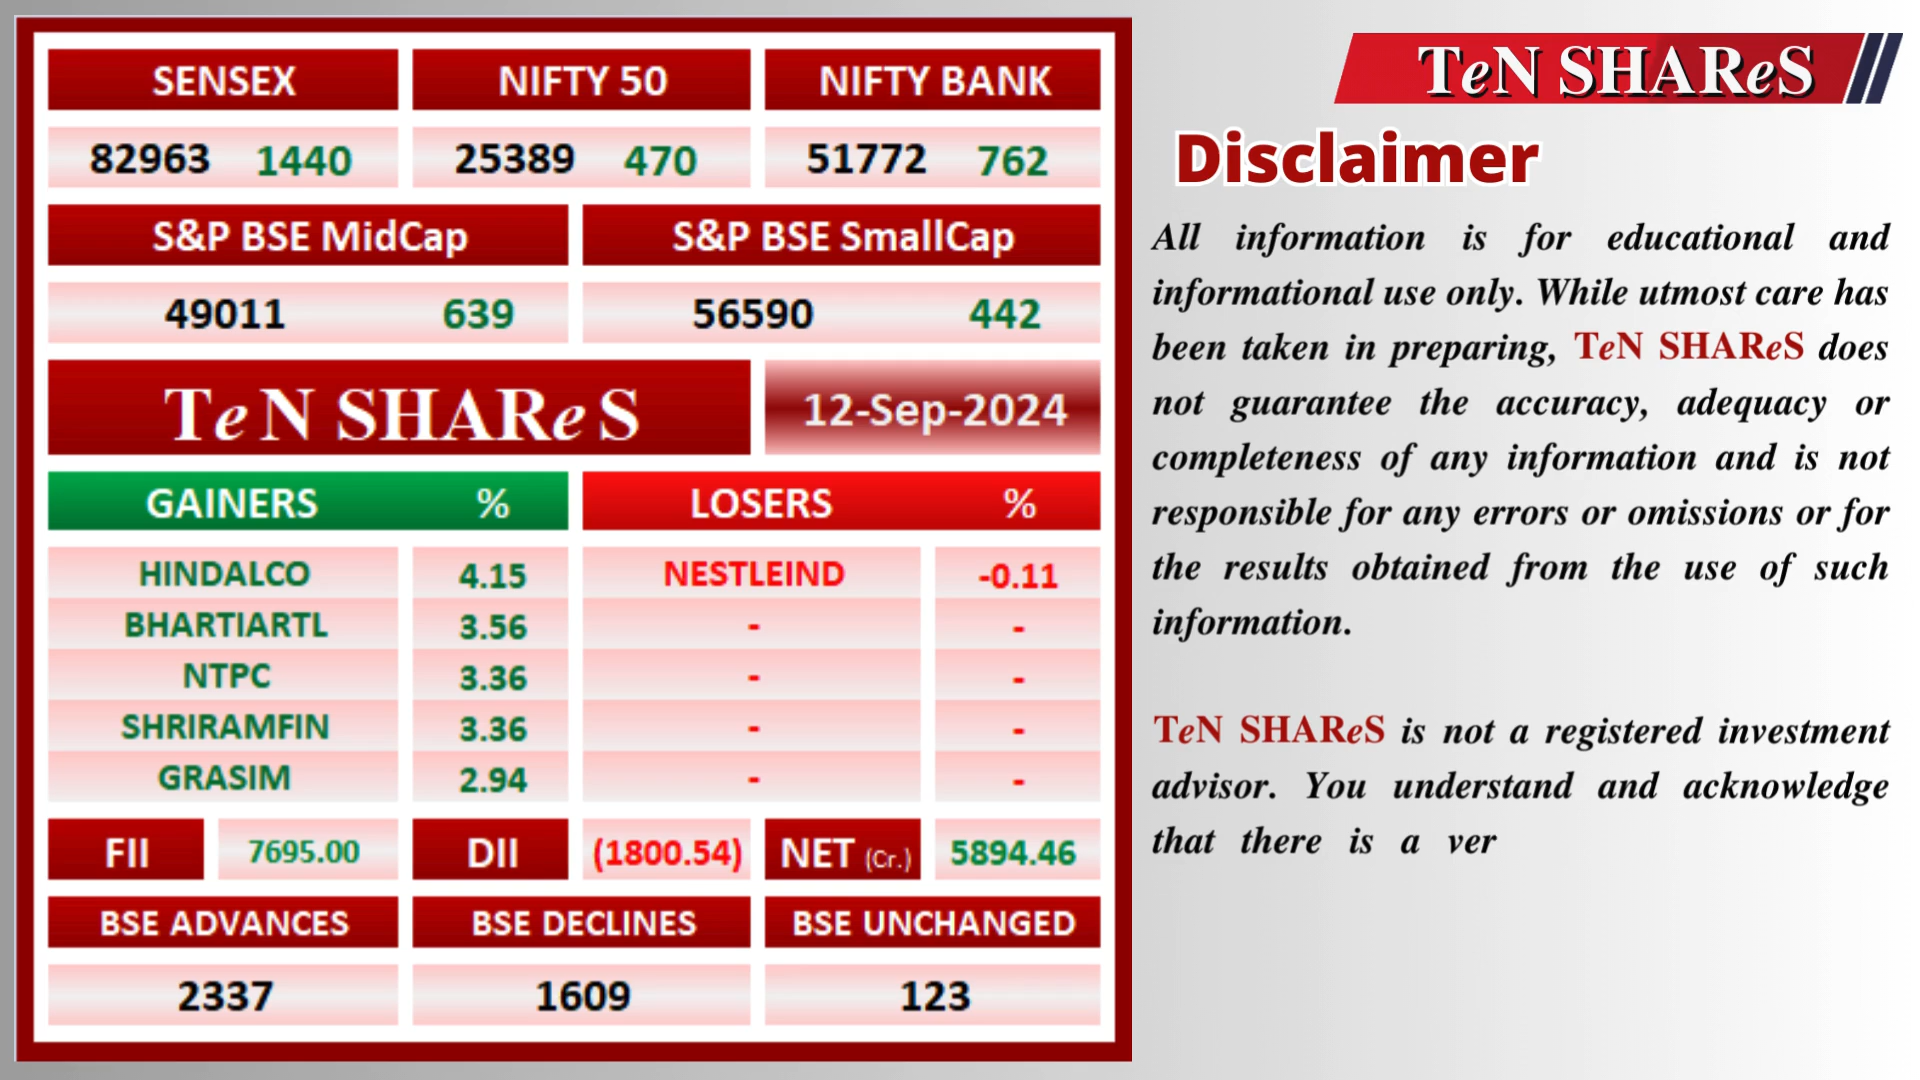 SENSEX NIFTY 50 NIFTY BANK
82963 1440 25389 470 51772 762
S&P BSE MidCap S&P BSE SmallCap
49011 639 56590 442
TeN SHAReS 12-Sep-2024
GAINERS % LOSERS %
HINDALCO 4.15 NESTLEIND -0.11
BHARTIARTL 3.56 - -
NTPC 3.36 - -
SHRIRAMFIN 3.36 - -
GRASIM 2.94 - -
FII 7695.00 DII (1800.54) NET (Cr.) 5894.46
BSE ADVANCES BSE DECLINES BSE UNCHANGED
2337 1609 123
TeN SHAReS
Disclaimer
All information is for educational and
informational use only. While utmost care has
been taken in preparing, TeN SHAReS does
not guarantee the accuracy, adequacy or
completeness of any information and is not
responsible for any errors or omissions or for
the results obtained from the use of such
information.
TeN SHAReS is not a registered investment
advisor. You understand and acknowledge
that there is a ver